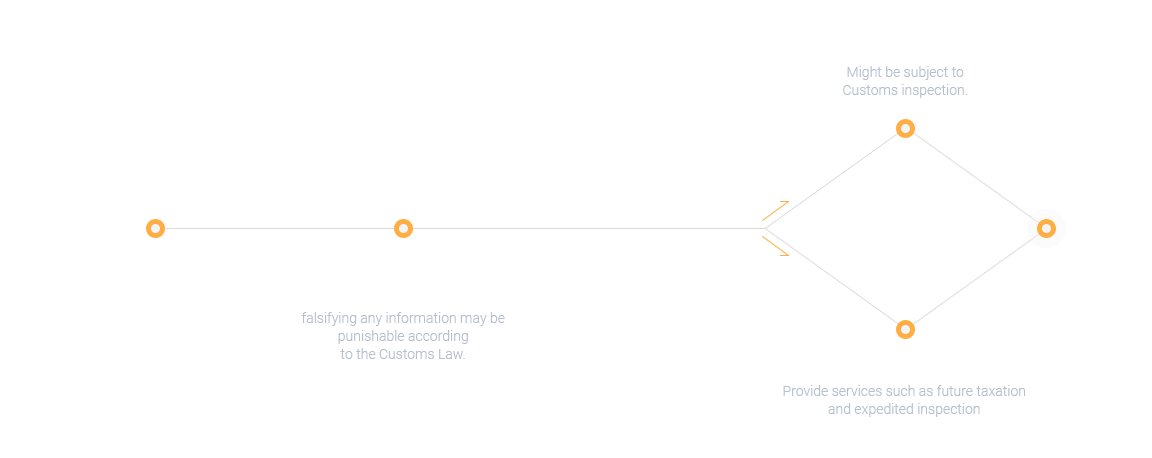 Might be subject to
Customs inspection.
falsifying any information may be
punishable according
to the Customs Law.
Provide services such as future taxation
and expedited inspection